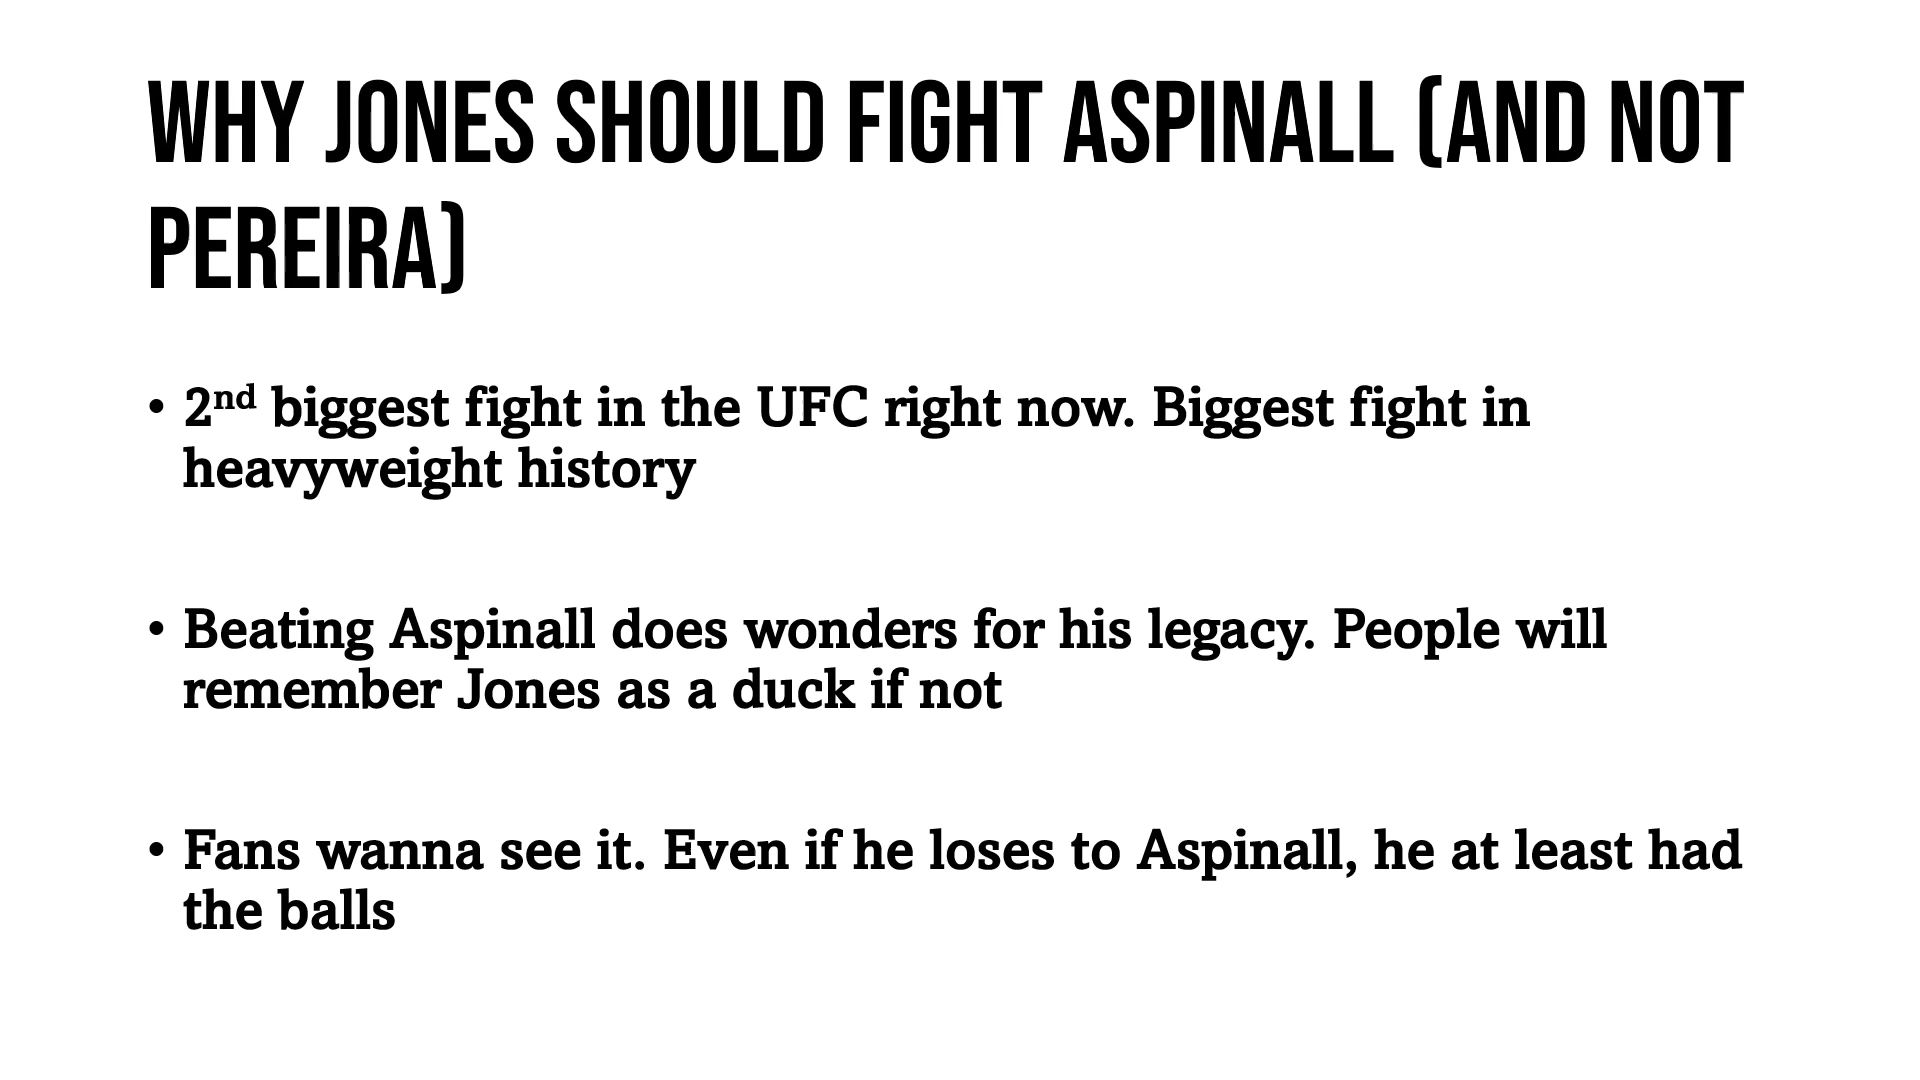 WHY JONES SHOULD FIGHT ASPINALL (AND NOT
PEREIRA)
• 2nd biggest fight in the UFC right now. Biggest fight in
heavyweight history
• Beating Aspinall does wonders for his legacy. People will
remember Jones as a duck if not
• Fans wanna see it. Even if he loses to Aspinall, he at least had
the balls